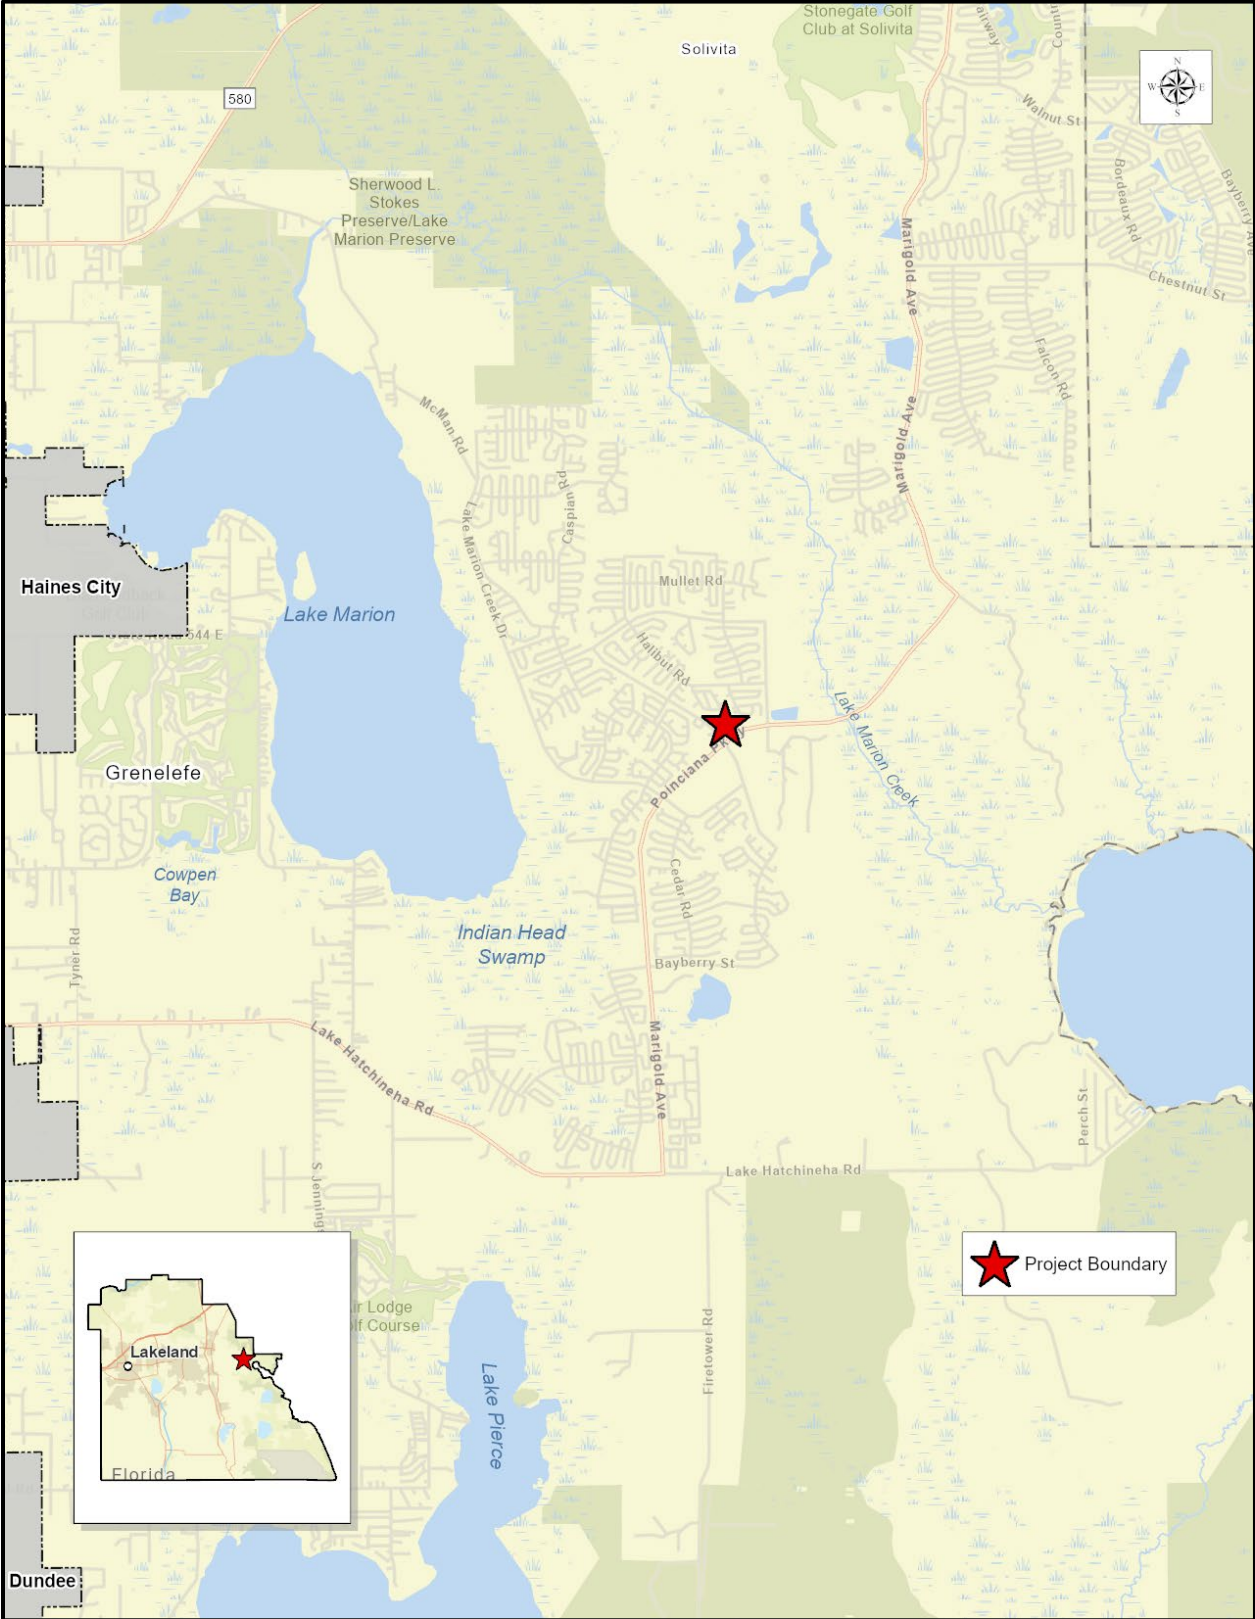 Stonegate Golf
Club at Solivita
Solivita
N
W
E
S
580
Walnut St
Bordeaux Rd
Bayberry Ave
Sherwood L.
Stokes
Preserve/Lake
Marion Preserve
Marigold Ave
Chestnut St
Falcon Rd
McMan Rd
Marigold Ave
Caspian Rd
Lake Marion Creek Dr
Haines City
Mullet Rd
Lake Marion
544 E
Halibut Rd
Lake Marion Creek
Grenelefe
Poinciana
Cowpen
Bay
Cedar Rd
Indian Head
Swamp
Tyner Rd
Bayberry St
Lake Hatchineha Rd
Marigold Ave
Perch St
Lake Hatchineha Rd
S Jennings
Project Boundary
Lodge
Course
Firetower Rd
Lakeland
Lake Pierce
Florida
Dundee